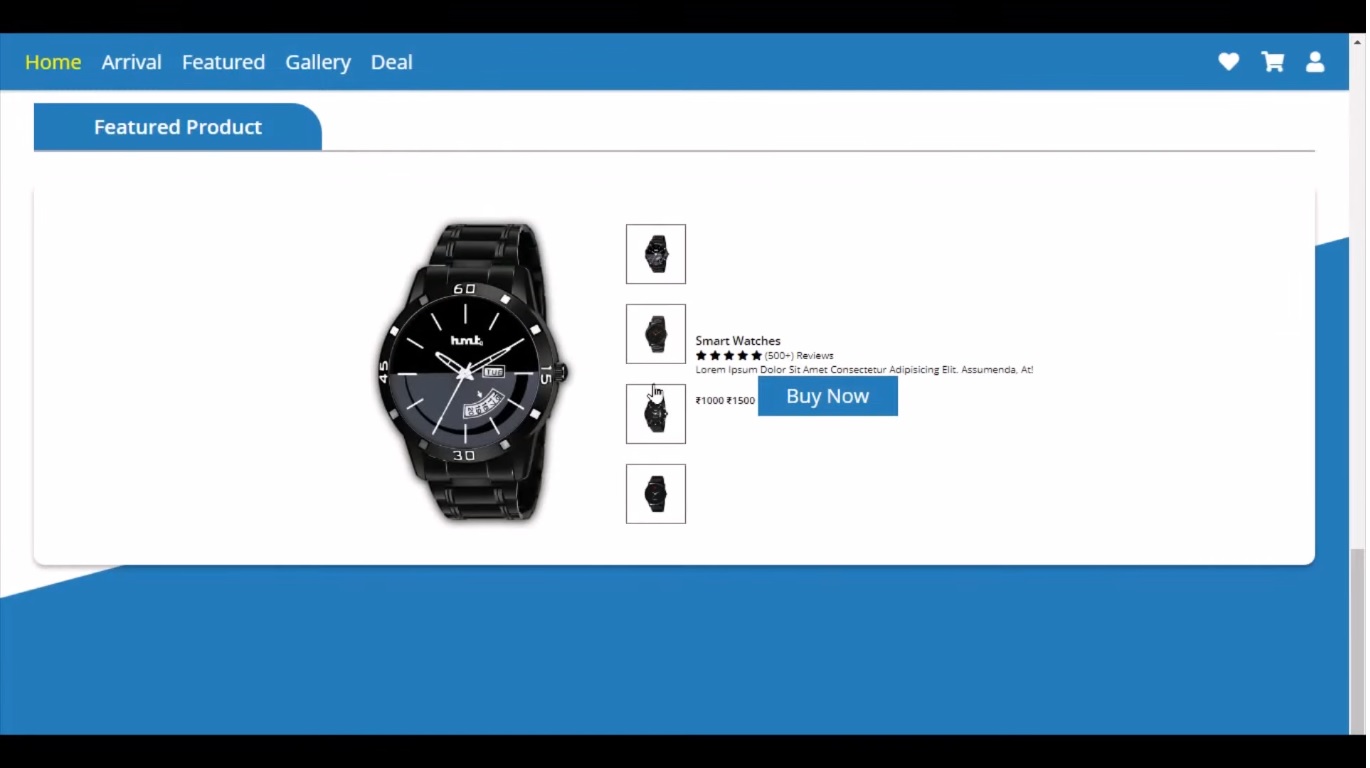 Home Arrival Featured Gallery Deal
Featured Product
60
h.m.t.
45
TUE
15
30
Smart Watches
(500+) Reviews
Lorem Ipsum Dolor Sit Amet Consectetur Adipisicing Elit. Assumenda, At!
₹1000 ₹1500 Buy Now